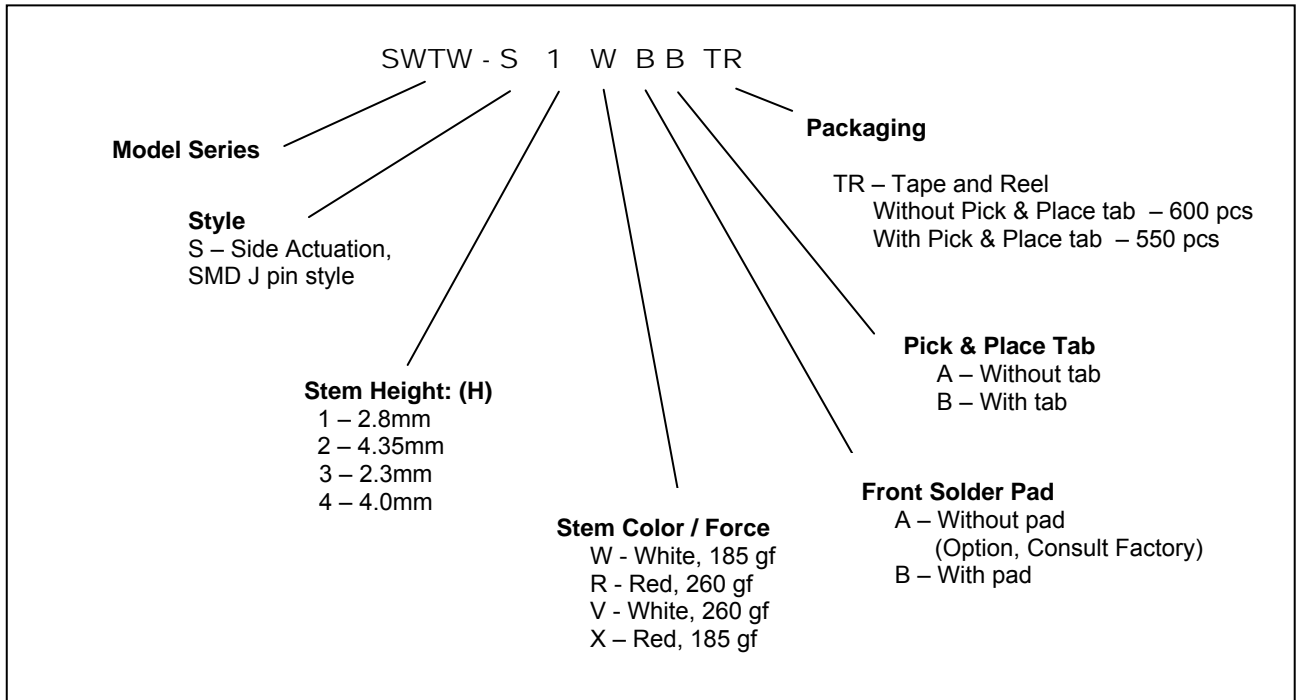 SWTW - S 1 W B B TR
Model Series
Style
S – Side Actuation,
SMD J pin style
Stem Height: (H)
1 – 2.8mm
2 – 4.35mm
3 – 2.3mm
4 – 4.0mm
Stem Color / Force
W - White, 185 gf
R - Red, 260 gf
V - White, 260 gf
X – Red, 185 gf
Front Solder Pad
A – Without pad
(Option, Consult Factory)
B – With pad
Pick & Place Tab
A – Without tab
B – With tab
Packaging
TR – Tape and Reel
Without Pick & Place tab – 600 pcs
With Pick & Place tab – 550 pcs